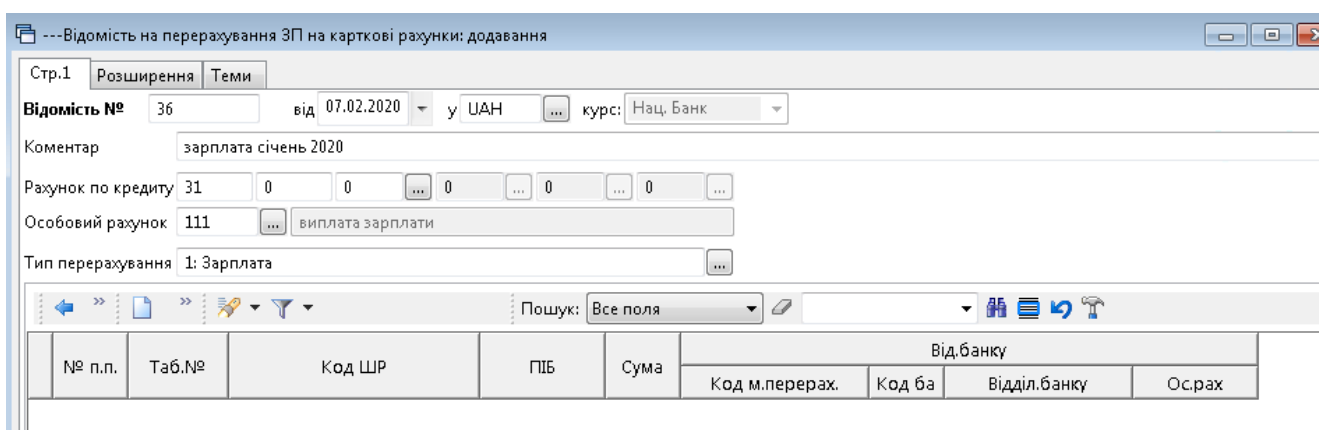 ---Відомість на перерахування ЗП на карткові рахунки: додавання
Стр.1 Розширення Теми
Відомість № 36 від 07.02.2020 у UAH ... курс: Нац. Банк
Коментар зарплата січень 2020
Рахунок по кредиту 31 0 0 ... 0 ... 0 ... 0 ...
Особовий рахунок 111 ... виплата зарплати
Тип перерахування 1: Зарплата ...
Пошук: Все поля
№ п.п. Таб.№ Код ШР ПІБ Сума Від.банку
Код м.перерах. Код ба Відділ.банку Ос.рах